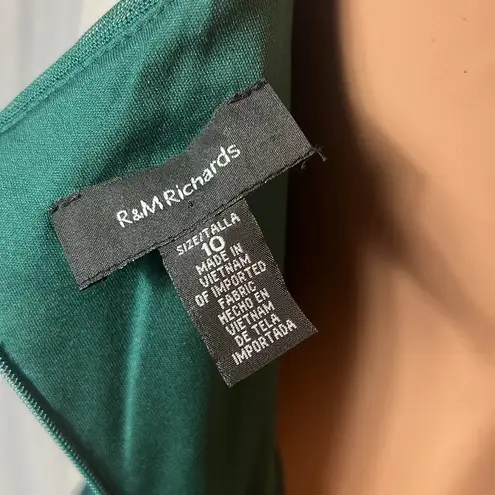 R&M Richards
SIZE/TALLA
10
MADE IN
VIETNAM
OF IMPORTED
FABRIC
HECHO EN
VIETNAM
DE TELA
IMPORTADA